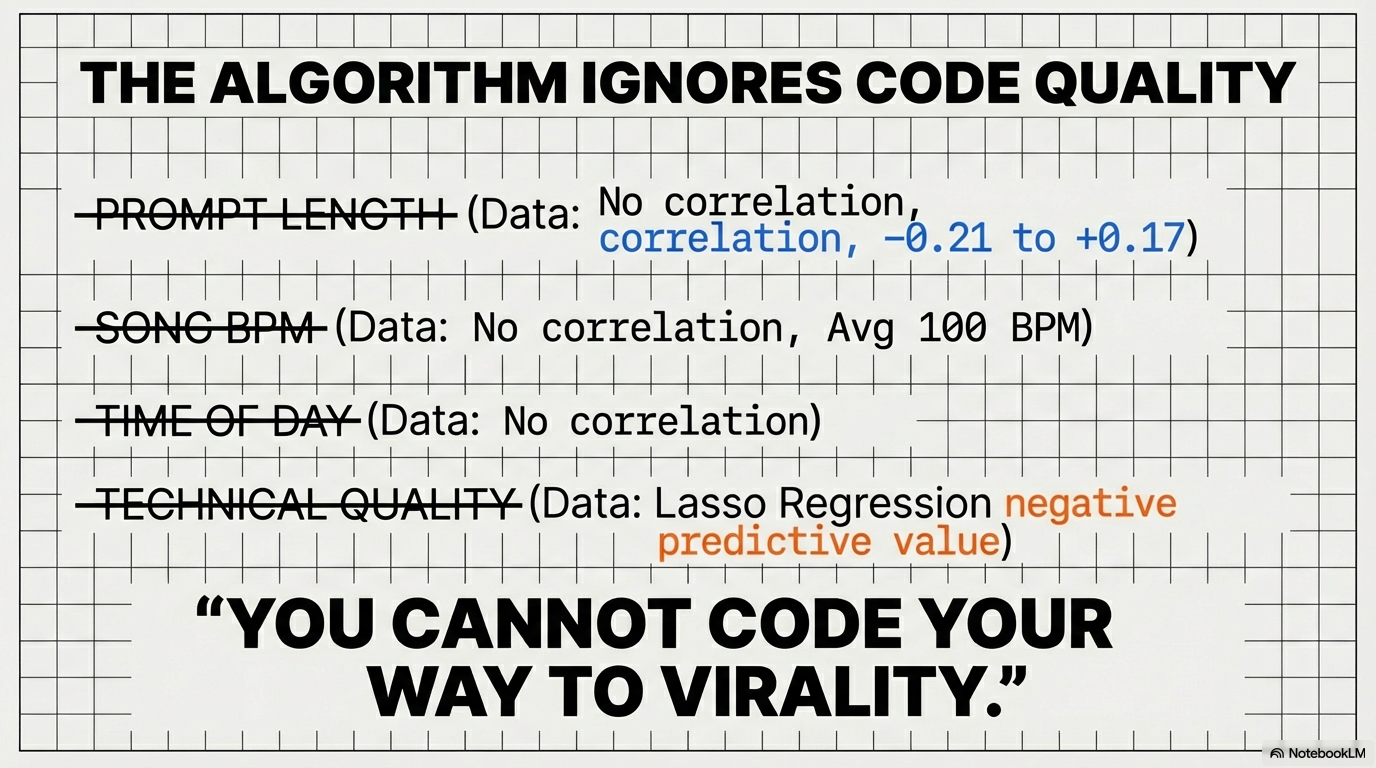 THE ALGORITHM IGNORES CODE QUALITY
PROMPT LENGTH (Data: No correlation,
correlation, −0.21 to +0.17)
SONG BPM (Data: No correlation, Avg 100 BPM)
TIME OF DAY (Data: No correlation)
TECHNICAL QUALITY (Data: Lasso Regression negative
predictive value)
“YOU CANNOT CODE YOUR
WAY TO VIRALITY.”
NotebookLM